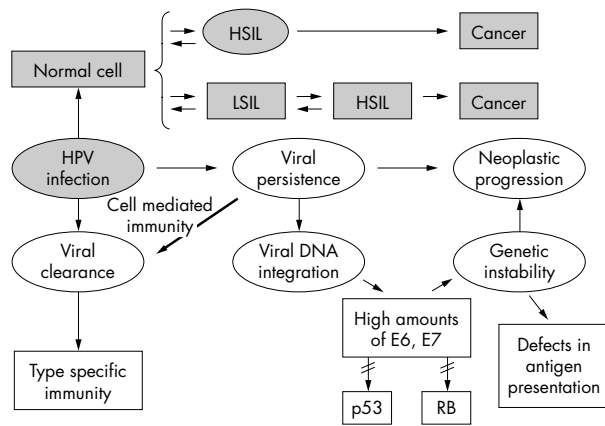 HSIL
Cancer
Normal cell
LSIL
HSIL
Cancer
HPV
infection
Viral
persistence
Neoplastic
progression
Cell mediated
immunity
Viral
clearance
Viral DNA
integration
Genetic
instability
High amounts
of E6, E7
Type specific
immunity
Defects in
antigen
presentation
p53
RB